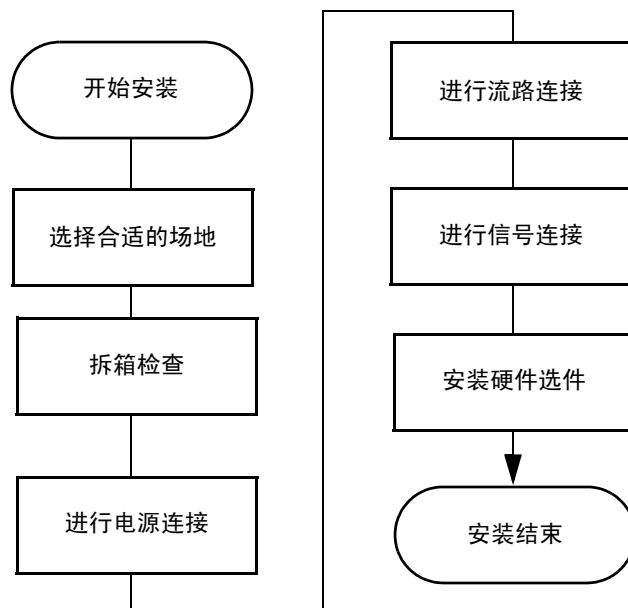 开始安装
选择合适的场地
拆箱检查
进行电源连接
进行流路连接
进行信号连接
安装硬件选件
安装结束